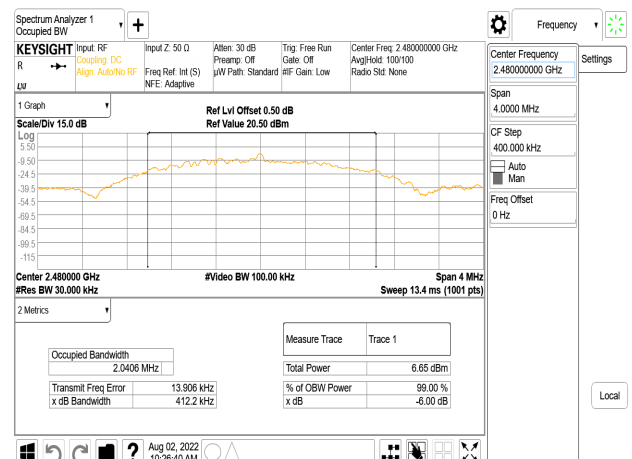 Spectrum Analyzer 1
Occupied BW
Frequency
KEYSIGHT
R
Input: RF
Coupling: DC
Align: Auto/No RF
Input Z: 50 Ω
Freq Ref: Int (S)
NFE: Adaptive
Atten: 30 dB
Preamp: Off
µW Path: Standard
Trig: Free Run
Gate: Off
#IF Gain: Low
Center Freq: 2.480000000 GHz
Avg|Hold: 100/100
Radio Std: None
Center Frequency
2.480000000 GHz
Settings
Span
4.0000 MHz
CF Step
400.000 kHz
Auto
Man
Freq Offset
0 Hz
Local
1 Graph
Scale/Div 15.0 dB
Ref Lvl Offset 0.50 dB
Ref Value 20.50 dBm
Log
5.50
-9.50
-24.5
-39.5
-54.5
-69.5
-84.5
-99.5
-115
Center 2.480000 GHz
#Video BW 100.00 kHz
Span 4 MHz
#Res BW 30.000 kHz
Sweep 13.4 ms (1001 pts)
2 Metrics
Measure Trace
Trace 1
Occupied Bandwidth
2.0406 MHz
Total Power
6.65 dBm
Transmit Freq Error
13.906 kHz
% of OBW Power
99.00 %
x dB Bandwidth
412.2 kHz
x dB
-6.00 dB
?
Aug 02, 2022
10:26:40 AM